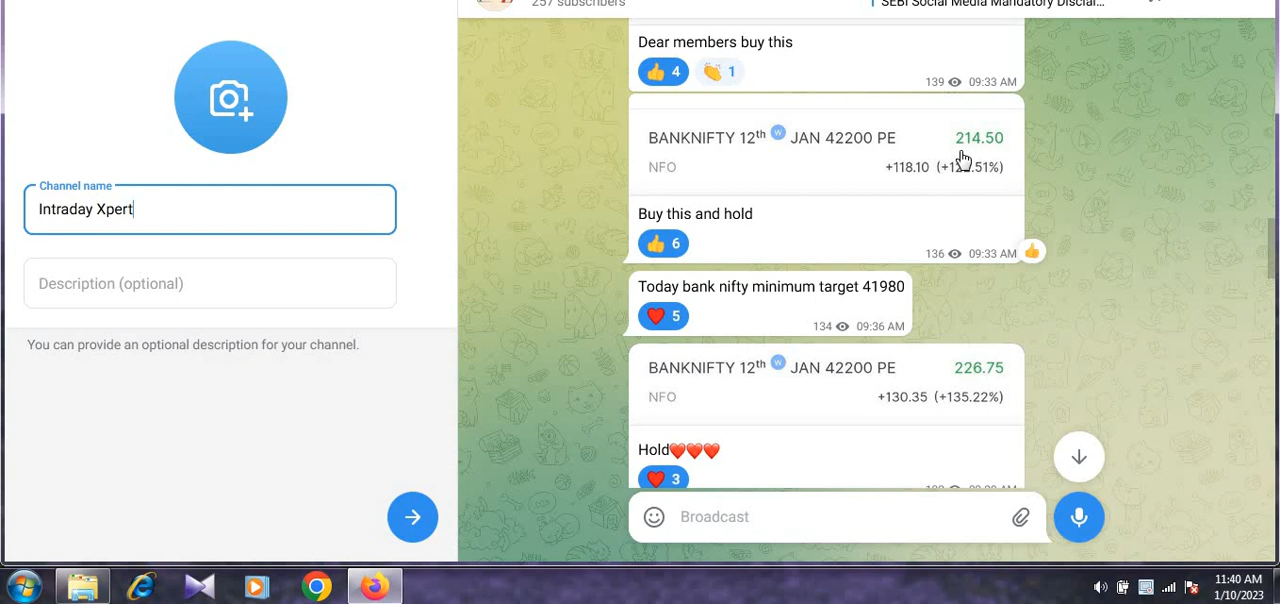 257 subscribers
SEBI Social Media Mandatory Disclai...
Channel name
Intraday Xpert
Description (optional)
You can provide an optional description for your channel.
Dear members buy this
👍 4 👏 1
139 09:33 AM
BANKNIFTY 12th W JAN 42200 PE 214.50
NFO +118.10
Buy this and hold
👍 6
136 09:33 AM
👍
Today bank nifty minimum target 41980
❤️ 5
134 09:36 AM
BANKNIFTY 12th W JAN 42200 PE 226.75
NFO +130.35 (+135.22%)
Hold❤️❤️❤️
❤️ 3
Broadcast
11:40 AM
1/10/2023